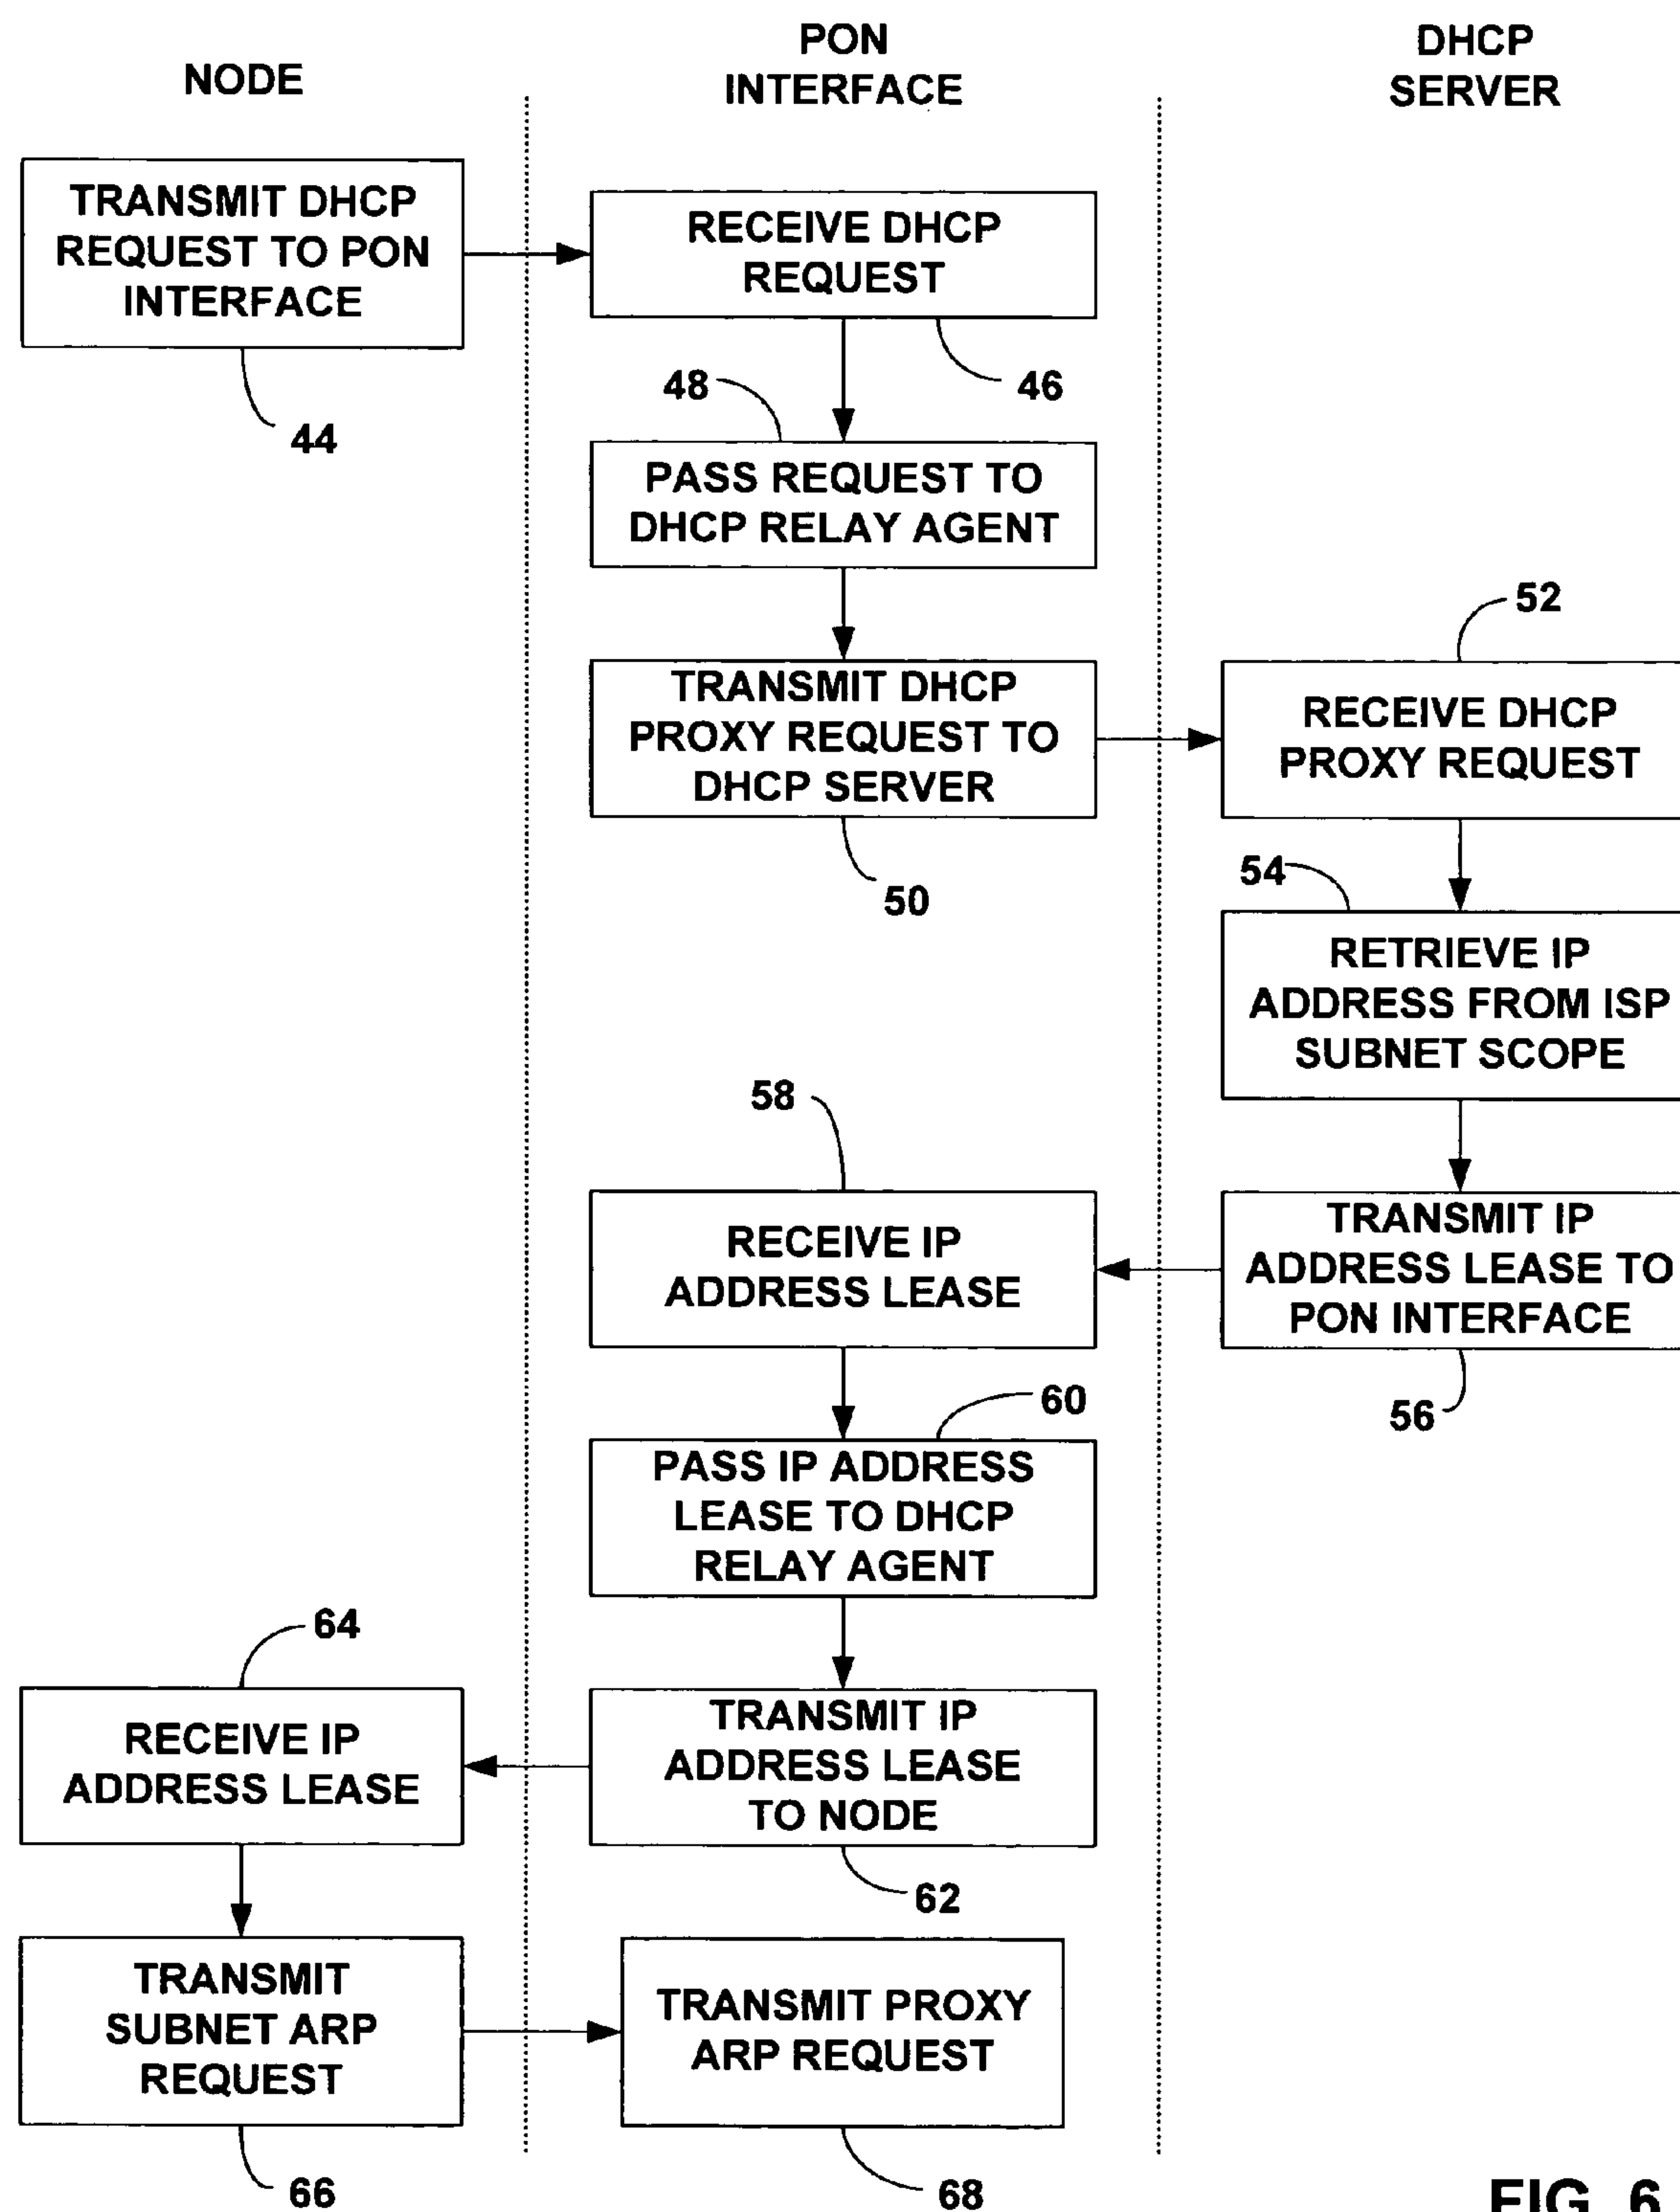 NODE
PON
INTERFACE
DHCP
SERVER
TRANSMIT DHCP
REQUEST TO PON
INTERFACE
44
RECEIVE DHCP
REQUEST
46
48
PASS REQUEST TO
DHCP RELAY AGENT
TRANSMIT DHCP
PROXY REQUEST TO
DHCP SERVER
50
52
RECEIVE DHCP
PROXY REQUEST
54
RETRIEVE IP
ADDRESS FROM ISP
SUBNET SCOPE
TRANSMIT IP
ADDRESS LEASE TO
PON INTERFACE
56
58
RECEIVE IP
ADDRESS LEASE
60
PASS IP ADDRESS
LEASE TO DHCP
RELAY AGENT
TRANSMIT IP
ADDRESS LEASE
TO NODE
62
64
RECEIVE IP
ADDRESS LEASE
TRANSMIT
SUBNET ARP
REQUEST
66
TRANSMIT PROXY
ARP REQUEST
68
FIG. 6